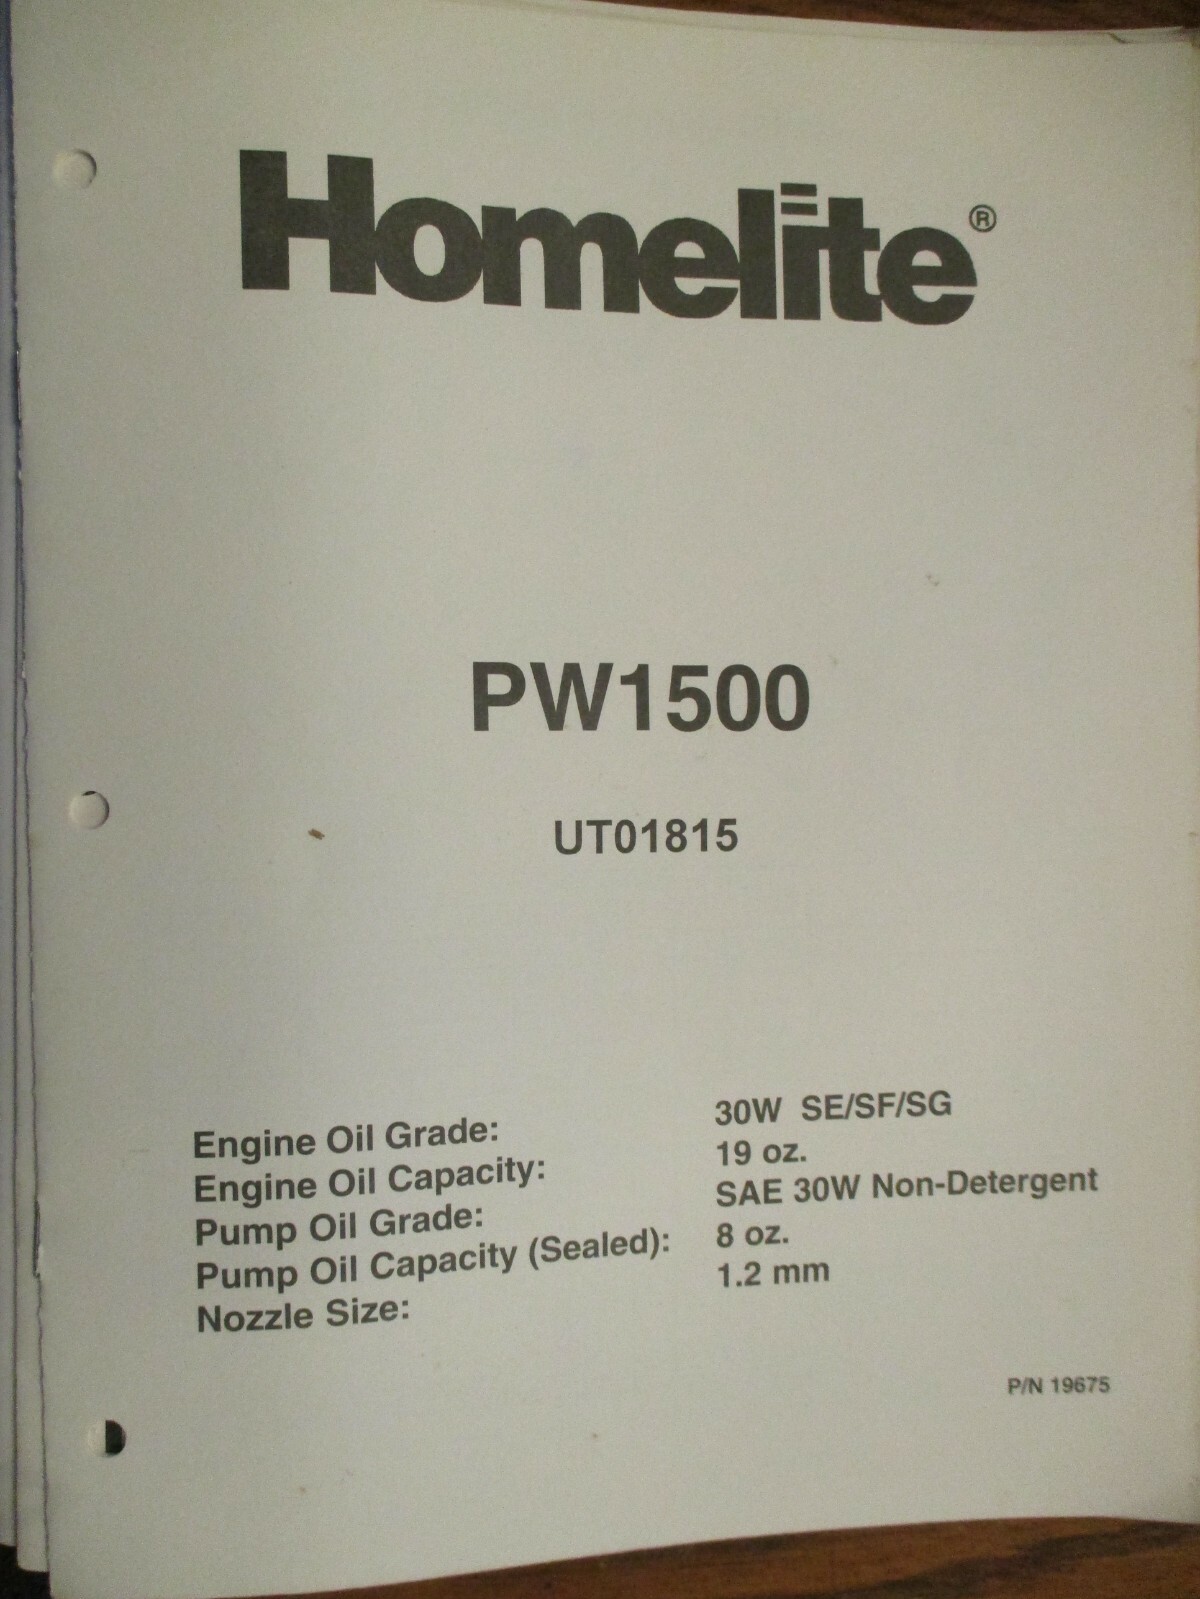 Homelite®
PW1500
UT01815
Engine Oil Grade: 30W SE/SF/SG
Engine Oil Capacity: 19 oz.
Pump Oil Grade: SAE 30W Non-Detergent
Pump Oil Capacity (Sealed): 8 oz.
Nozzle Size: 1.2 mm
P/N 19675